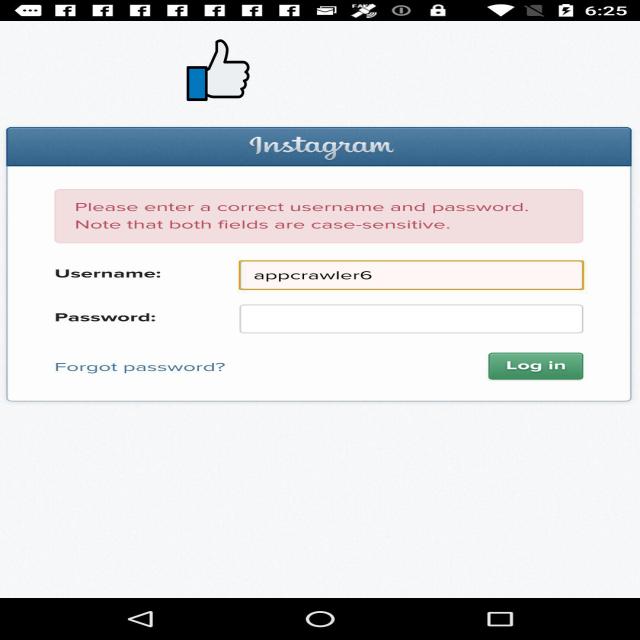 6:25
Instagram
Please enter a correct username and password.
Note that both fields are case-sensitive.
Username:
appcrawler6
Password:
Forgot password?
Log in